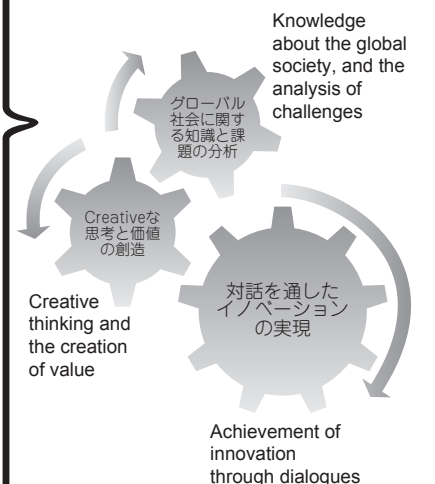 Knowledge
about the global
society, and the
analysis of
challenges
グローバル
社会に関す
る知識と課
題の分析
Creativeな
思考と価値
の創造
Creative
thinking and
the creation
of value
対話を通した
イノベーション
の実現
Achievement of
innovation
through dialogues